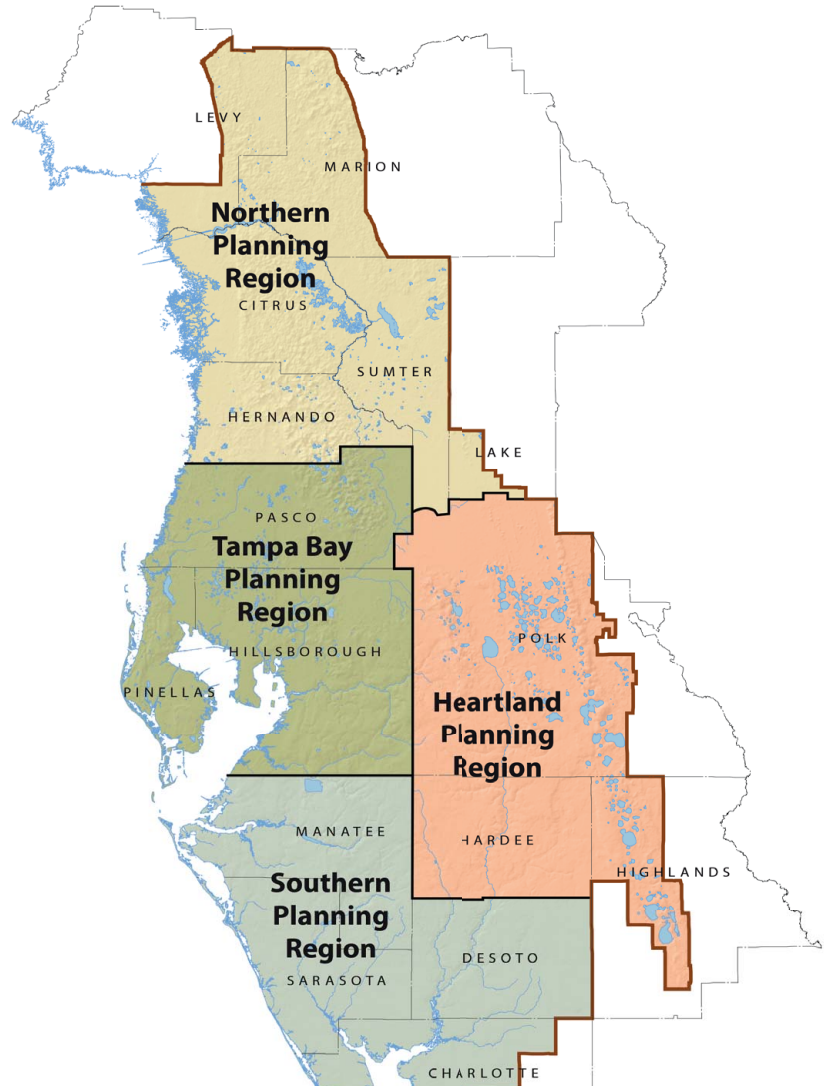 LEVY
MARION
Northern
Planning
Region
CITRUS
SUMTER
HERNANDO
LAKE
PASCO
Tampa Bay
Planning
Region
POLK
HILLSBOROUGH
PINELLAS
Heartland
Planning
Region
MANATEE
HARDEE
HIGHLANDS
Southern
Planning
Region
DESOTO
SARASOTA
CHARLOTTE